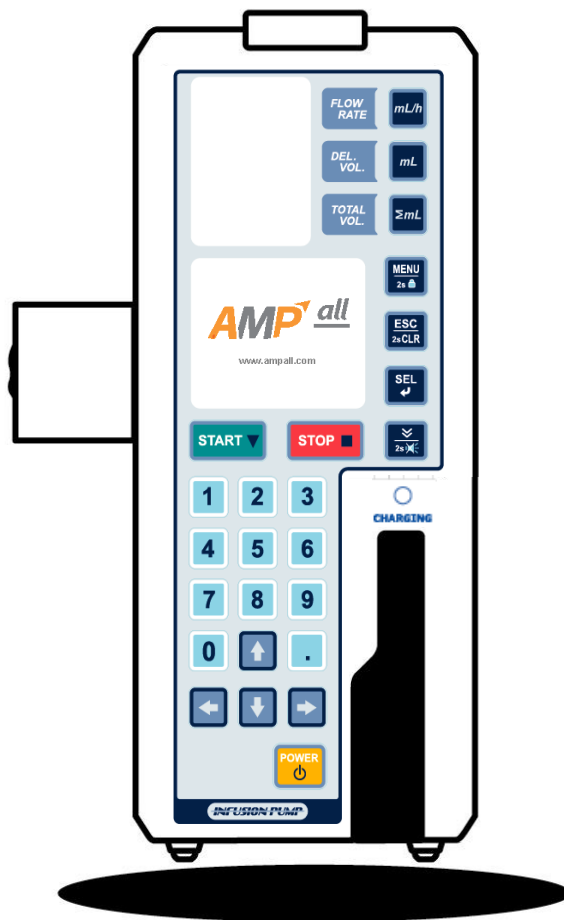 FLOW RATE
mL/h
DEL. VOL.
mL
TOTAL VOL.
ΣmL
MENU
2s
AMP all
www.ampall.com
ESC
2s CLR
SEL
START
STOP
2s
1 2 3
CHARGING
4 5 6
7 8 9
0 .
POWER
INFUSION PUMP